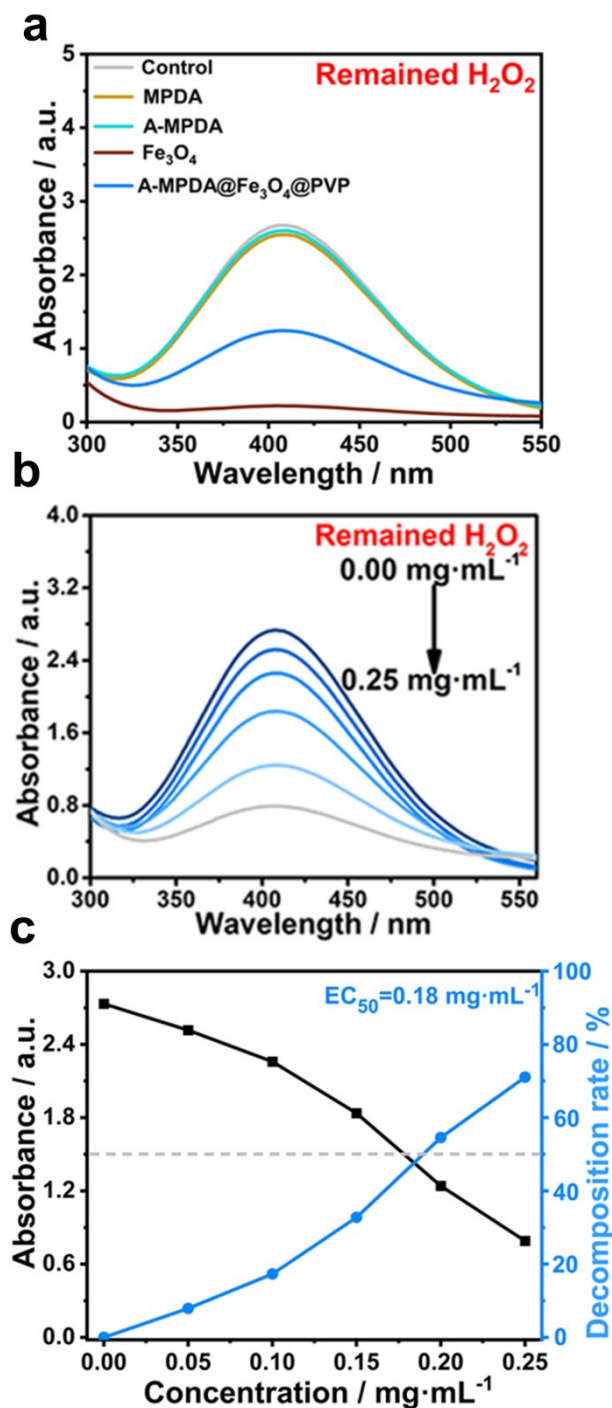 a
Remained H₂O₂
Control
MPDA
A-MPDA
Fe₃O₄
A-MPDA@Fe₃O₄@PVP
5
4
3
2
1
0
Absorbance / a.u.
300 350 400 450 500 550
Wavelength / nm
b
Remained H₂O₂
0.00 mg·mL⁻¹
0.25 mg·mL⁻¹
4.0
3.2
2.4
1.6
0.8
0.0
Absorbance / a.u.
300 350 400 450 500 550
Wavelength / nm
c
EC₅₀=0.18 mg·mL⁻¹
3.0
2.4
1.8
1.2
0.6
0.0
Absorbance / a.u.
100
80
60
40
20
0
Decomposition rate / %
0.00 0.05 0.10 0.15 0.20 0.25
Concentration / mg·mL⁻¹